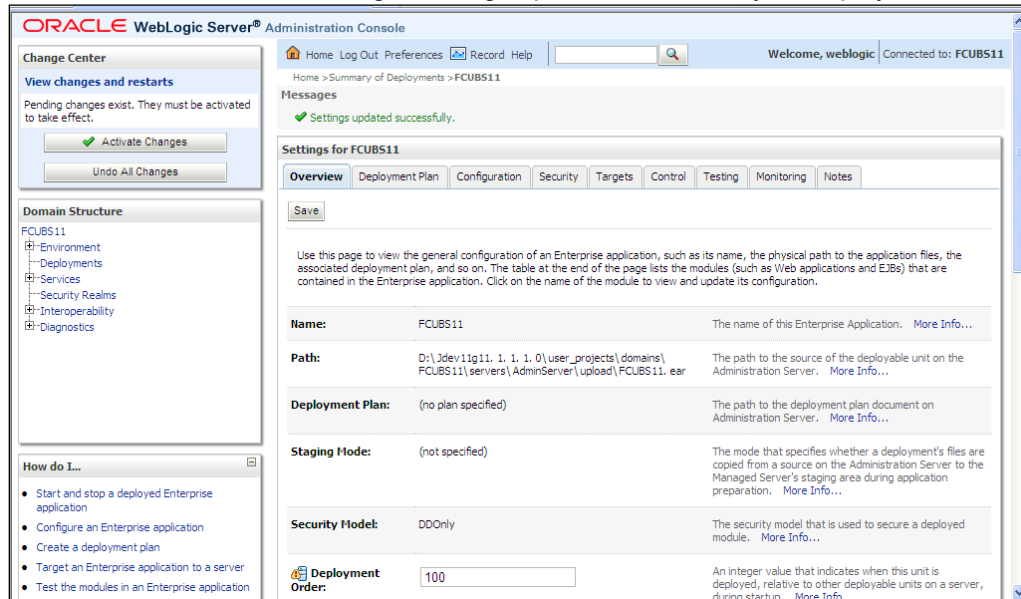 ORACLE WebLogic Server® Administration Console
Change Center
View changes and restarts
Pending changes exist. They must be activated
to take effect.
Activate Changes
Undo All Changes
Domain Structure
FCUBS11
Environment
Deployments
Services
Security Realms
Interoperability
Diagnostics
How do I...
Start and stop a deployed Enterprise
application
Configure an Enterprise application
Create a deployment plan
Target an Enterprise application to a server
Test the modules in an Enterprise application
Home Log Out Preferences Record Help
Welcome, weblogic Connected to: FCUBS11
Home >Summary of Deployments >FCUBS11
Messages
Settings updated successfully.
Settings for FCUBS11
Overview Deployment Plan Configuration Security Targets Control Testing Monitoring Notes
Save
Use this page to view the general configuration of an Enterprise application, such as its name, the physical path to the application files, the
associated deployment plan, and so on. The table at the end of the page lists the modules (such as Web applications and EJBs) that are
contained in the Enterprise application. Click on the name of the module to view and update its configuration.
Name: FCUBS11 The name of this Enterprise Application. More Info...
Path: D:\Jdev11g11. 1. 1. 1. 0\user_projects\domains\ The path to the source of the deployable unit on the
FCUBS11\servers\AdminServer\upload\FCUBS11. ear Administration Server. More Info...
Deployment Plan: (no plan specified) The path to the deployment plan document on
Administration Server. More Info...
Staging Mode: (not specified) The mode that specifies whether a deployment's files are
copied from a source on the Administration Server to the
Managed Server's staging area during application
preparation. More Info...
Security Model: DDOnly The security model that is used to secure a deployed
module. More Info...
Deployment 100 An integer value that indicates when this unit is
Order: deployed, relative to other deployable units on a server,
during startup. More Info